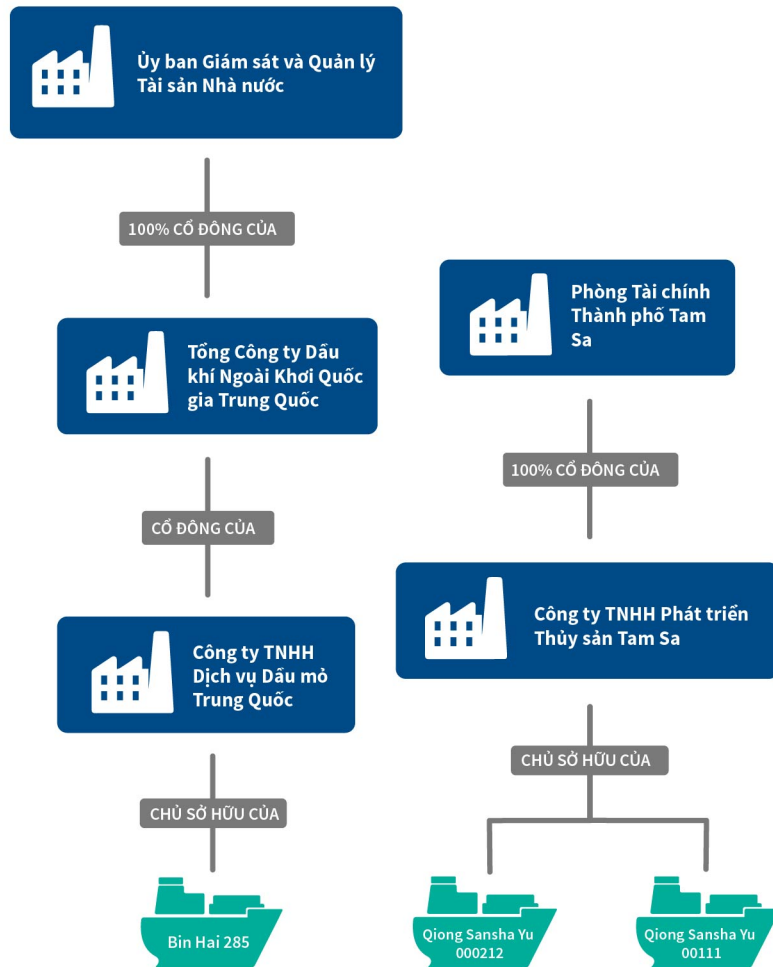 Ủy ban Giám sát và Quản lý
Tài sản Nhà nước
100% CỔ ĐÔNG CỦA
Tổng Công ty Dầu
khí Ngoài Khơi Quốc
gia Trung Quốc
CỔ ĐÔNG CỦA
Công ty TNHH
Dịch vụ Dầu mỏ
Trung Quốc
CHỦ SỞ HỮU CỦA
Bin Hai 285
Phòng Tài chính
Thành phố Tam
Sa
100% CỔ ĐÔNG CỦA
Công ty TNHH Phát triển
Thủy sản Tam Sa
CHỦ SỞ HỮU CỦA
Qiong Sansha Yu
000212
Qiong Sansha Yu
00111